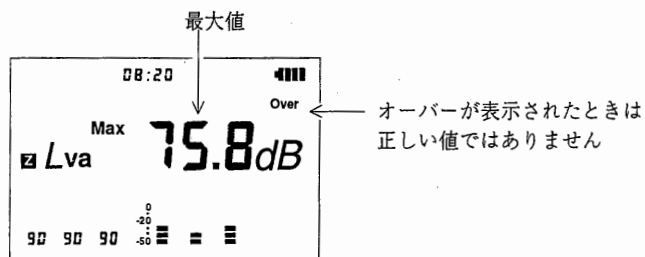 最大値
08:20
Over
オーバーが表示されたときは
正しい値ではありません
Max
Z Lva 75.8dB
0
-20
-50
90 90 90